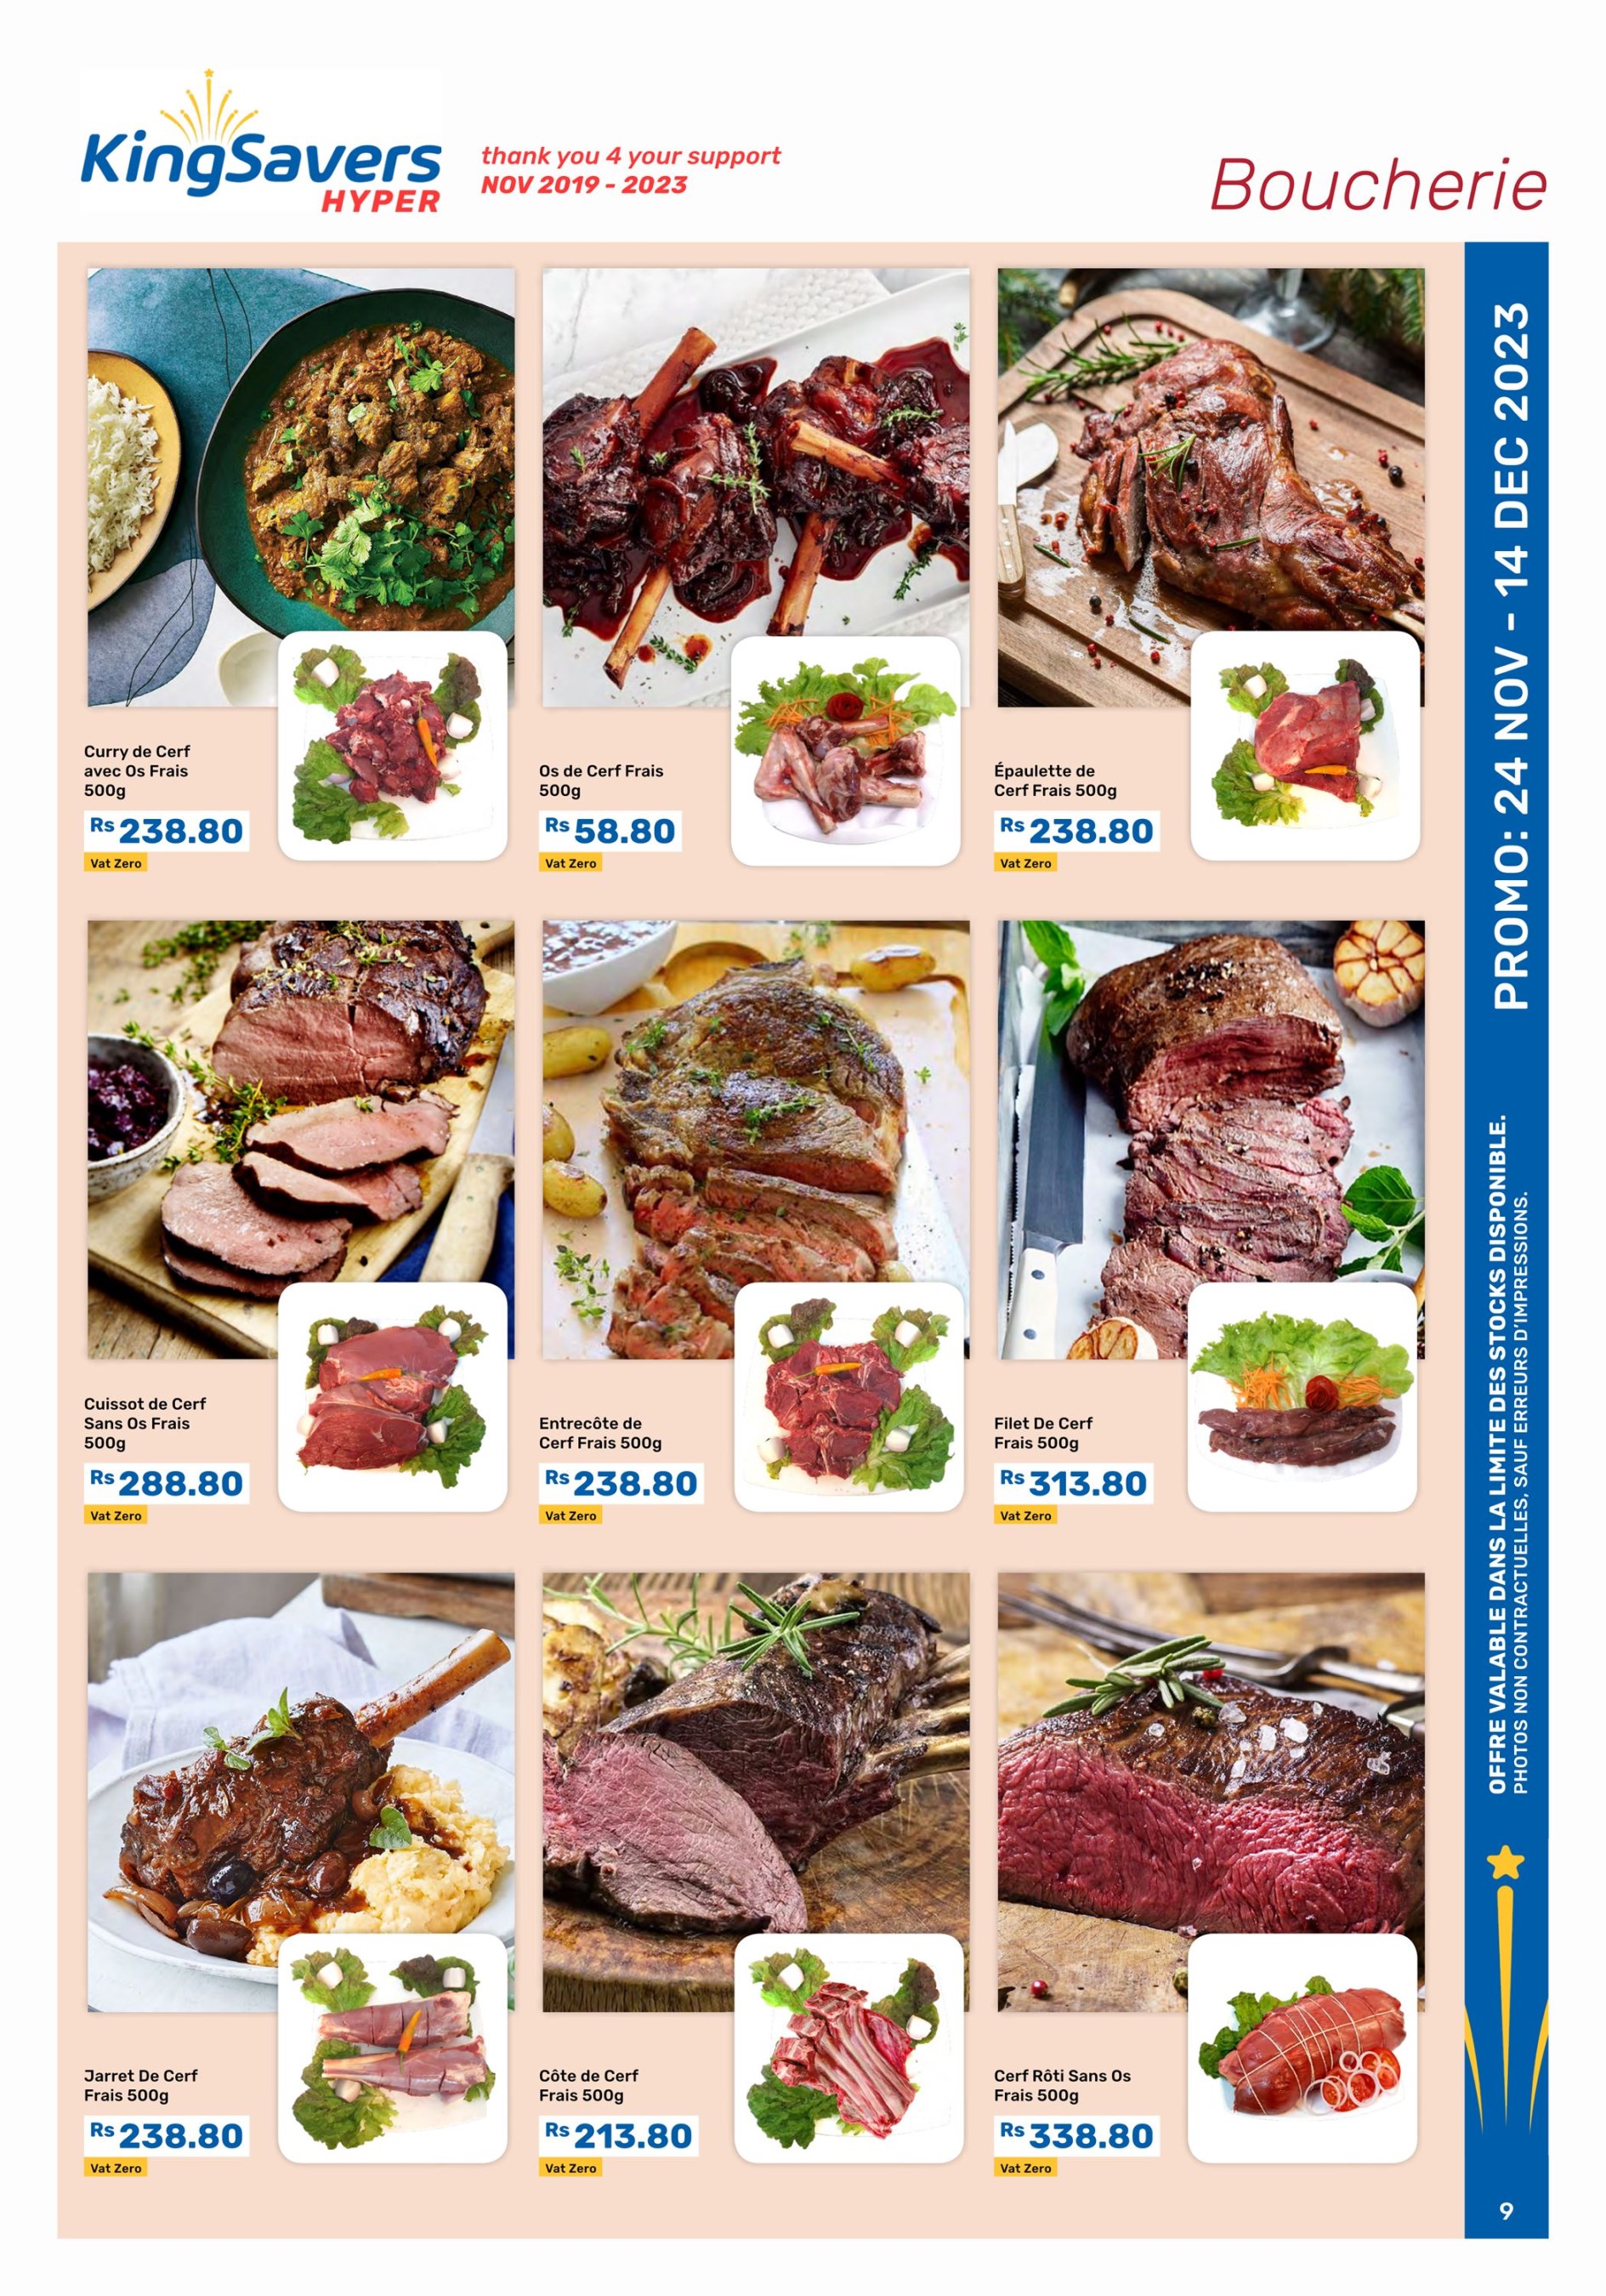 KingSavers
HYPER
thank you 4 your support
NOV 2019 - 2023
Boucherie
Curry de Cerf
avec Os Frais
500g
Rs 238.80
Vat Zero
Os de Cerf Frais
500g
Rs 58.80
Vat Zero
Épaulette de
Cerf Frais 500g
Rs 238.80
Vat Zero
Cuissot de Cerf
Sans Os Frais
500g
Rs 288.80
Vat Zero
Entrecôte de
Cerf Frais 500g
Rs 238.80
Vat Zero
Filet De Cerf
Frais 500g
Rs 313.80
Vat Zero
Jarret De Cerf
Frais 500g
Rs 238.80
Vat Zero
Côte de Cerf
Frais 500g
Rs 213.80
Vat Zero
Cerf Rôti Sans Os
Frais 500g
Rs 338.80
Vat Zero
PROMO: 24 NOV - 14 DEC 2023
OFFRE VALABLE DANS LA LIMITE DES STOCKS DISPONIBLE.
PHOTOS NON CONTRACTUELLES, SAUF ERREURS D'IMPRESSIONS.
9